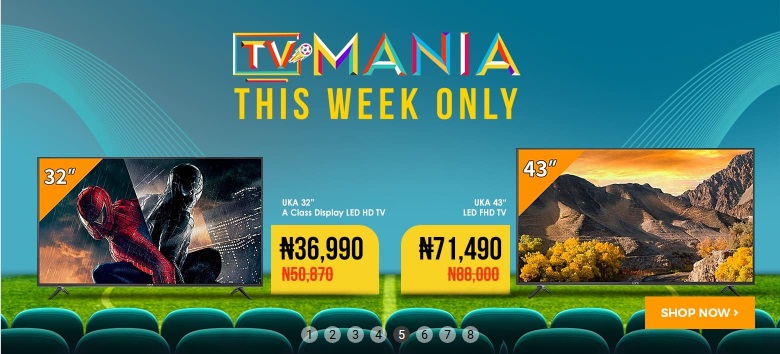 TV MANIA
THIS WEEK ONLY
32"
UKA 32"
A Class Display LED HD TV
₦36,990
₦50,870
UKA 43"
LED FHD TV
₦71,490
₦88,000
43"
SHOP NOW >
1 2 3 4 5 6 7 8